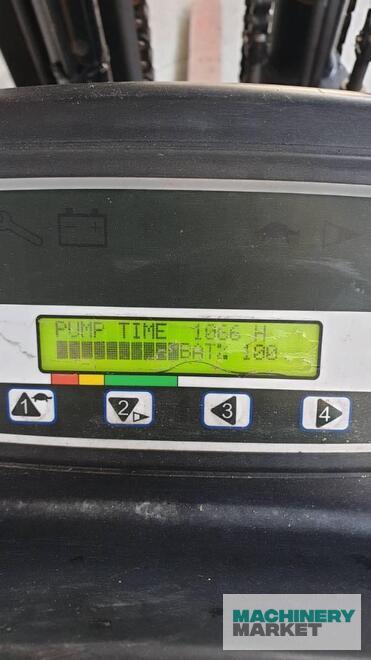 PUMP TIME 1066 H
BAT% 100
1
2
3
4
MACHINERY
MARKET